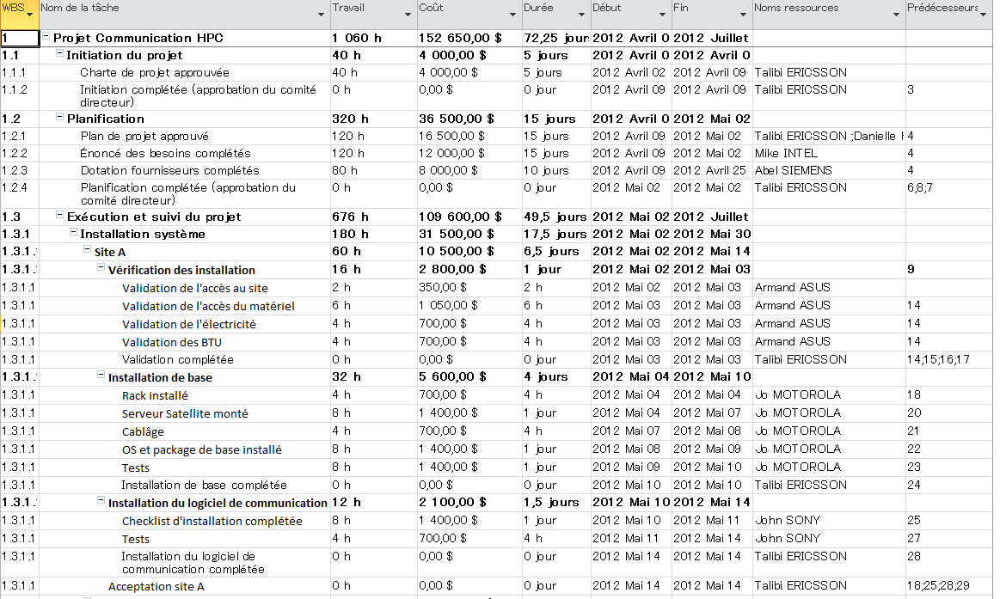 WBS Nom de la tâche Travail Coût Durée Début Fin Noms ressources Prédécesseurs
1 Projet Communication HPC 1 060 h 152 650,00 $ 72,25 jour 2012 Avril 0 2012 Juillet
1.1 Initiation du projet 40 h 4 000,00 $ 5 jours 2012 Avril 0 2012 Avril 0
1.1.1 Charte de projet approuvée 40 h 4 000,00 $ 5 jours 2012 Avril 02 2012 Avril 09 Talibi ERICSSON
1.1.2 Initiation complétée (approbation du comité 0 h 0,00 $ 0 jour 2012 Avril 09 2012 Avril 09 Talibi ERICSSON 3
directeur)
1.2 Planification 320 h 36 500,00 $ 15 jours 2012 Avril 0 2012 Mai 02
1.2.1 Plan de projet approuvé 120 h 16 500,00 $ 15 jours 2012 Avril 09 2012 Mai 02 Talibi ERICSSON ;Danielle 4
1.2.2 Énoncé des besoins complétés 120 h 12 000,00 $ 15 jours 2012 Avril 09 2012 Mai 02 Mike INTEL 4
1.2.3 Dotation fournisseurs complétés 80 h 8 000,00 $ 10 jours 2012 Avril 09 2012 Avril 25 Abel SIEMENS 4
1.2.4 Planification complétée (approbation du 0 h 0,00 $ 0 jour 2012 Mai 02 2012 Mai 02 Talibi ERICSSON 6;8;7
comité directeur)
1.3 Exécution et suivi du projet 676 h 109 600,00 $ 49,5 jours 2012 Mai 02 2012 Juillet
1.3.1 Installation système 180 h 31 500,00 $ 17,5 jours 2012 Mai 02 2012 Mai 30
1.3.1. Site A 60 h 10 500,00 $ 6,5 jours 2012 Mai 02 2012 Mai 14
1.3.1. Vérification des installation 16 h 2 800,00 $ 1 jour 2012 Mai 02 2012 Mai 03 9
1.3.1.1 Validation de l'accès au site 2 h 350,00 $ 2 h 2012 Mai 02 2012 Mai 03 Armand ASUS
1.3.1.1 Validation de l'accès du matériel 6 h 1 050,00 $ 6 h 2012 Mai 03 2012 Mai 03 Armand ASUS 14
1.3.1.1 Validation de l'électricité 4 h 700,00 $ 4 h 2012 Mai 03 2012 Mai 03 Armand ASUS 14
1.3.1.1 Validation des BTU 4 h 700,00 $ 4 h 2012 Mai 03 2012 Mai 03 Armand ASUS 14
1.3.1.1 Validation complétée 0 h 0,00 $ 0 jour 2012 Mai 03 2012 Mai 03 Talibi ERICSSON 14;15;16;17
1.3.1. Installation de base 32 h 5 600,00 $ 4 jours 2012 Mai 04 2012 Mai 10
1.3.1.1 Rack installé 4 h 700,00 $ 4 h 2012 Mai 04 2012 Mai 04 Jo MOTOROLA 18
1.3.1.1 Serveur Satellite monté 8 h 1 400,00 $ 1 jour 2012 Mai 04 2012 Mai 07 Jo MOTOROLA 20
1.3.1.1 Cablâge 4 h 700,00 $ 4 h 2012 Mai 07 2012 Mai 08 Jo MOTOROLA 21
1.3.1.1 OS et package de base installé 8 h 1 400,00 $ 1 jour 2012 Mai 08 2012 Mai 09 Jo MOTOROLA 22
1.3.1.1 Tests 8 h 1 400,00 $ 1 jour 2012 Mai 09 2012 Mai 10 Jo MOTOROLA 23
1.3.1.1 Installation de base complétée 0 h 0,00 $ 0 jour 2012 Mai 10 2012 Mai 10 Talibi ERICSSON 24
1.3.1. Installation du logiciel de communication 12 h 2 100,00 $ 1,5 jours 2012 Mai 10 2012 Mai 14
1.3.1.1 Checklist d'installation complétée 8 h 1 400,00 $ 1 jour 2012 Mai 10 2012 Mai 11 John SONY 25
1.3.1.1 Tests 4 h 700,00 $ 4 h 2012 Mai 11 2012 Mai 14 John SONY 27
1.3.1.1 Installation du logiciel de 0 h 0,00 $ 0 jour 2012 Mai 14 2012 Mai 14 Talibi ERICSSON 28
communication complétée
1.3.1.1 Acceptation site A 0 h 0,00 $ 0 jour 2012 Mai 14 2012 Mai 14 Talibi ERICSSON 18;25;28;29